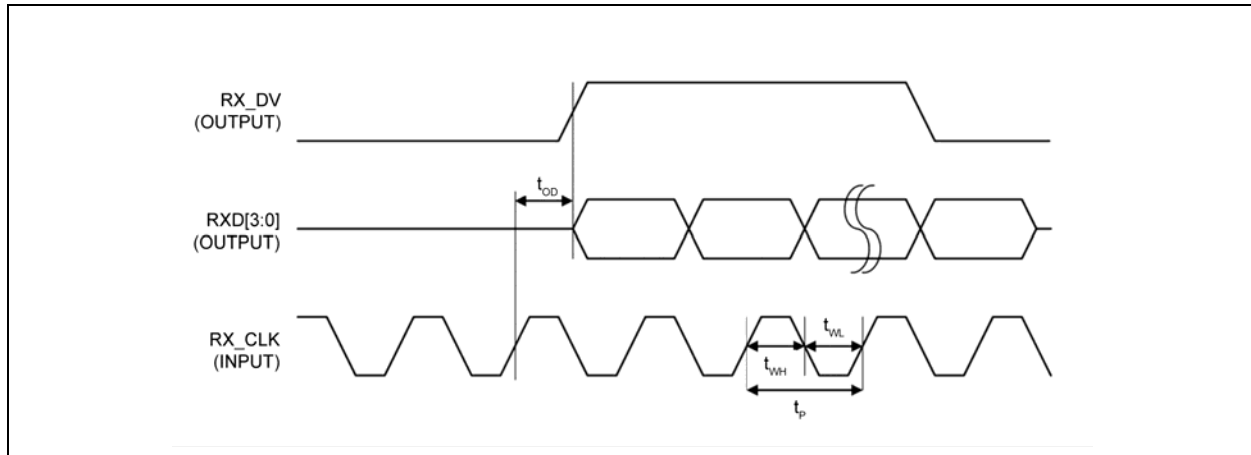 RX_DV
(OUTPUT)
tOD
RXD[3:0]
(OUTPUT)
RX_CLK
(INPUT)
tWL
tWH
tP